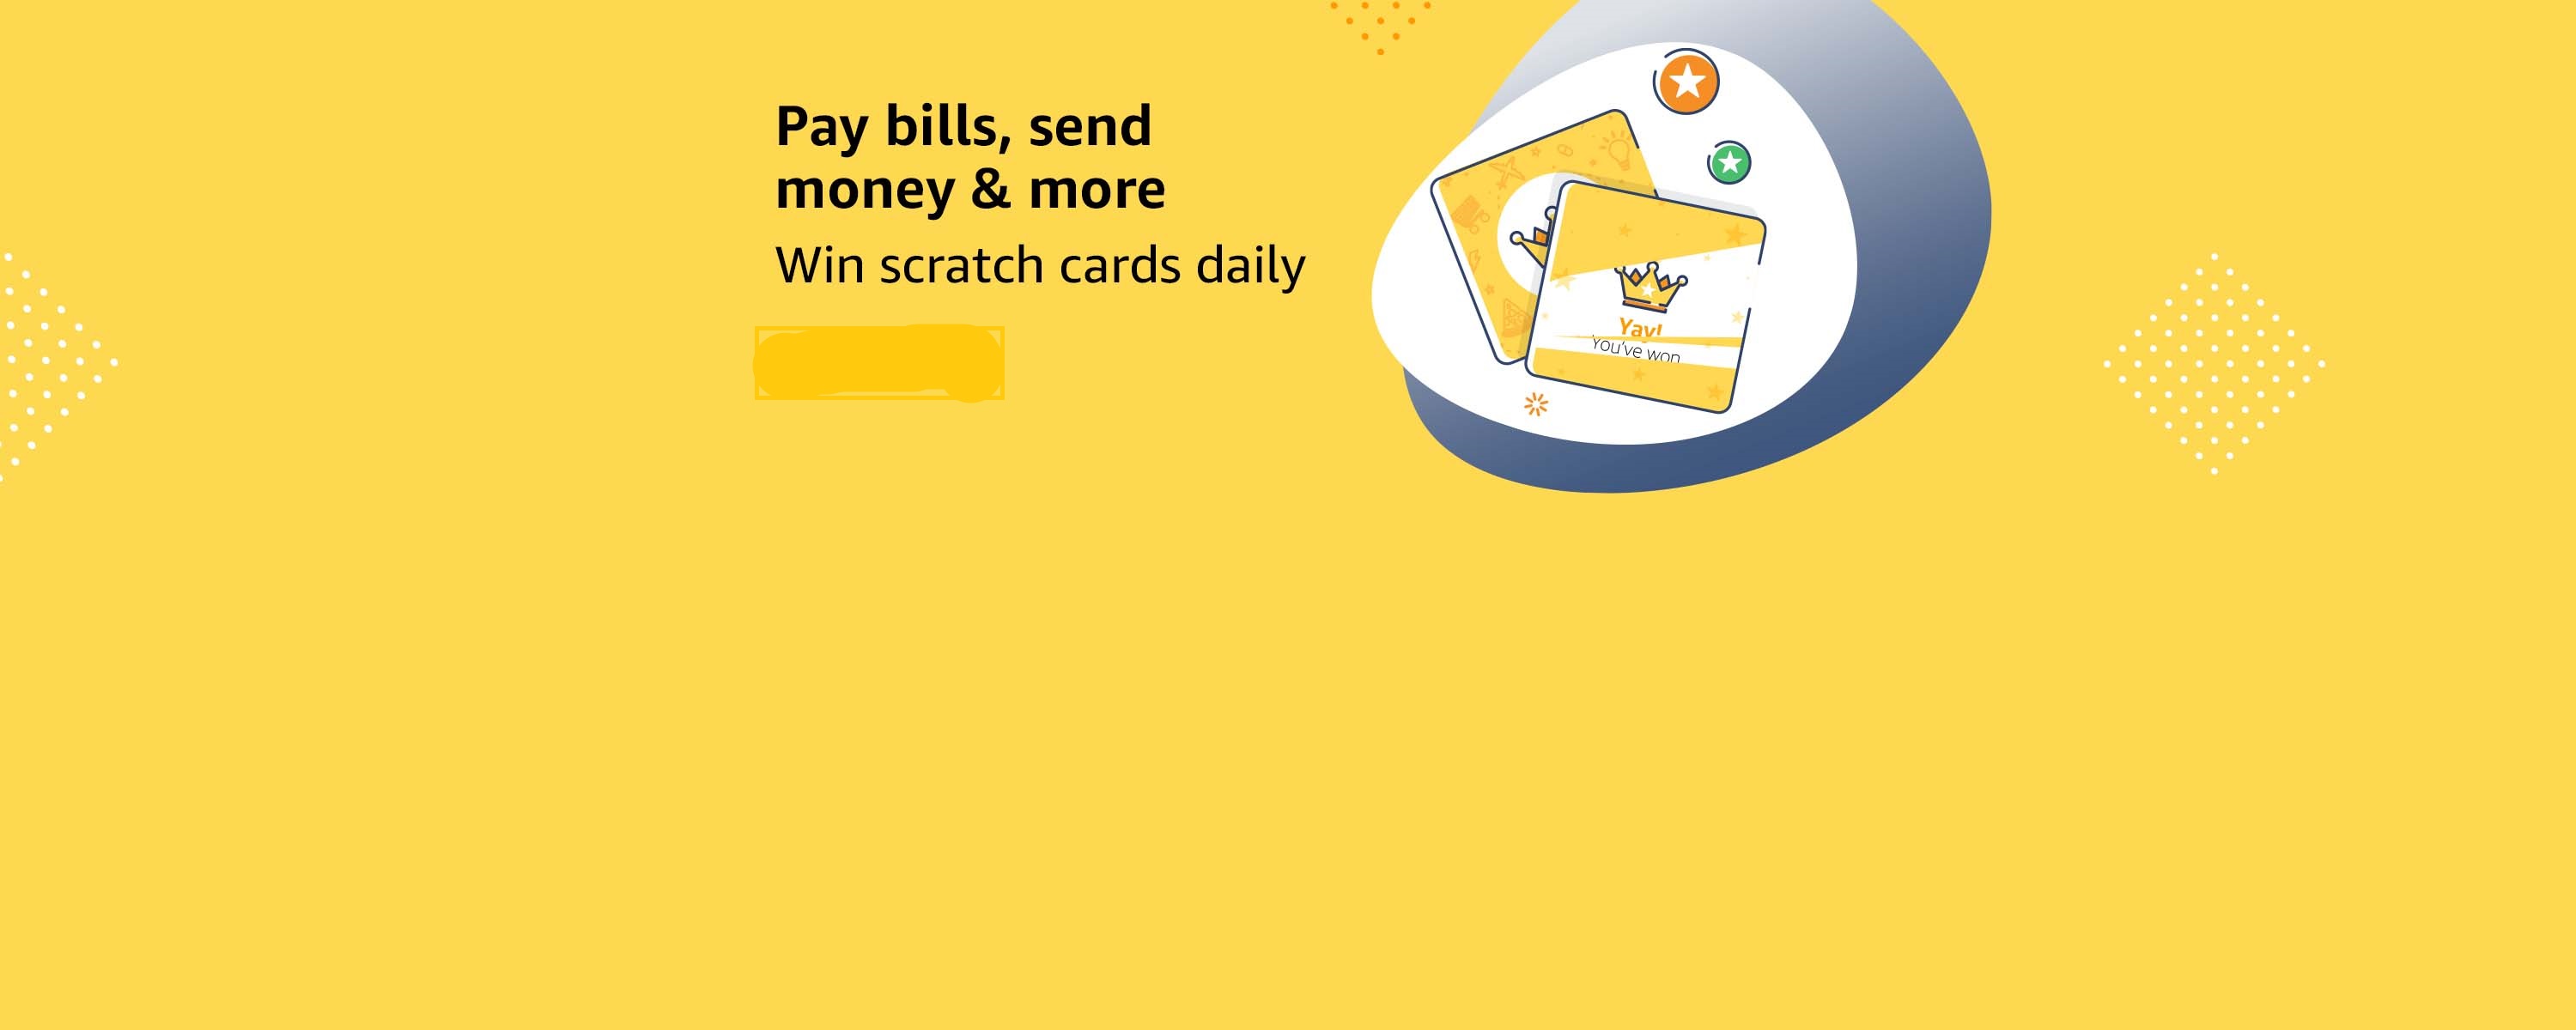 Pay bills, send
money & more
Win scratch cards daily
Yay!
You've won